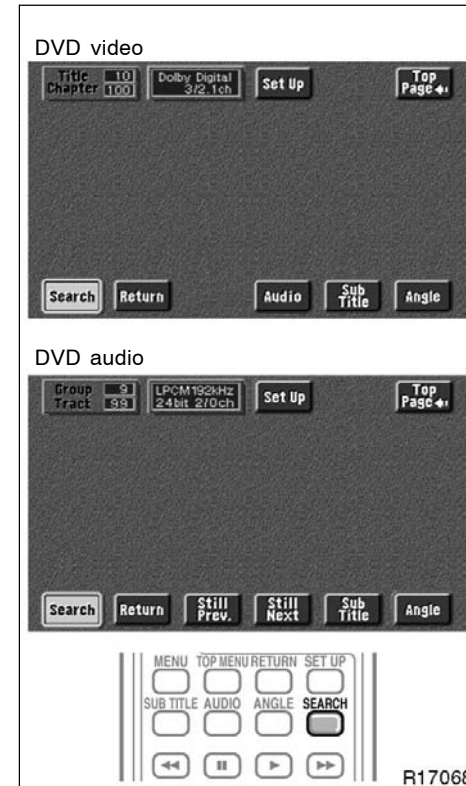 DVD video
Title 10
Chapter 100
Dolby Digital
3/2.1ch
Set Up
Top
Page
Search
Return
Audio
Sub
Title
Angle
DVD audio
Group 9
Track 99
LPCM192kHz
24bit 2/0ch
Set Up
Top
Page
Search
Return
Still
Prev.
Still
Next
Sub
Title
Angle
MENU TOP MENU RETURN SET UP
SUB TITLE AUDIO ANGLE SEARCH
R17068